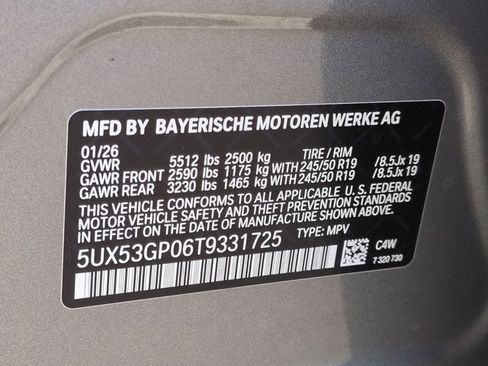 MFD BY BAYERISCHE MOTOREN WERKE AG
01/26 TIRE / RIM
GVWR 5512 lbs 2500 kg
GAWR FRONT 2590 lbs 1175 kg WITH 245/50 R19 /8.5Jx 19
GAWR REAR 3230 lbs 1465 kg WITH 245/50 R19 /8.5Jx 19
THIS VEHICLE CONFORMS TO ALL APPLICABLE U. S. FEDERAL
MOTOR VEHICLE SAFETY AND THEFT PREVENTION STANDARDS
IN EFFECT ON THE DATE OF MANUFACTURE SHOWN ABOVE.
5UX53GP06T9331725 TYPE: MPV
C4W
7 320 730